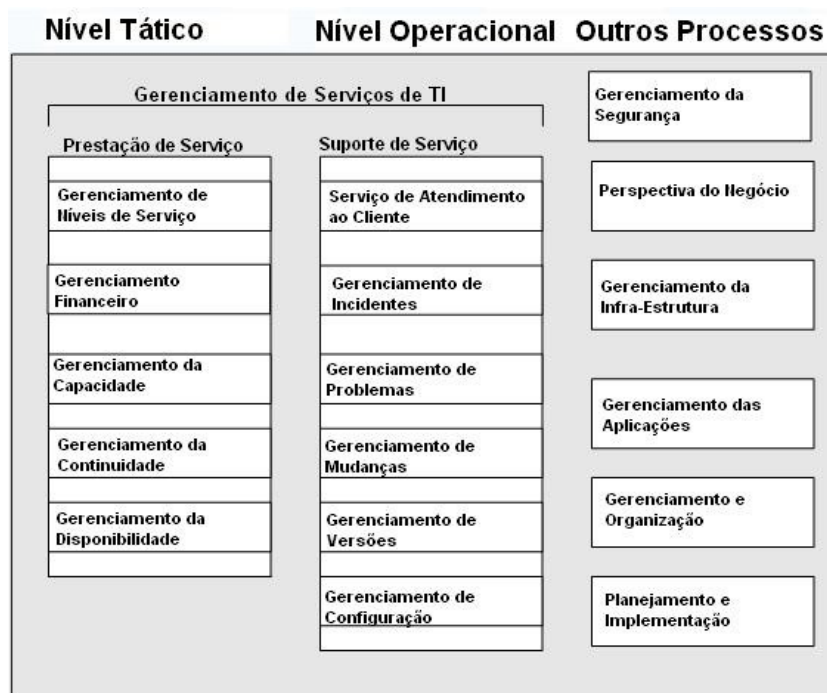 Nível Tático
Nível Operacional
Outros Processos
Gerenciamento de Serviços de TI
Prestação de Serviço
Gerenciamento de
Níveis de Serviço
Gerenciamento
Financeiro
Gerenciamento da
Capacidade
Gerenciamento da
Continuidade
Gerenciamento da
Disponibilidade
Suporte de Serviço
Serviço de Atendimento
ao Cliente
Gerenciamento de
Incidentes
Gerenciamento de
Problemas
Gerenciamento de
Mudanças
Gerenciamento de
Versões
Gerenciamento de
Configuração
Gerenciamento da
Segurança
Perspectiva do Negócio
Gerenciamento da
Infra-Estrutura
Gerenciamento das
Aplicações
Gerenciamento e
Organização
Planejamento e
Implementação